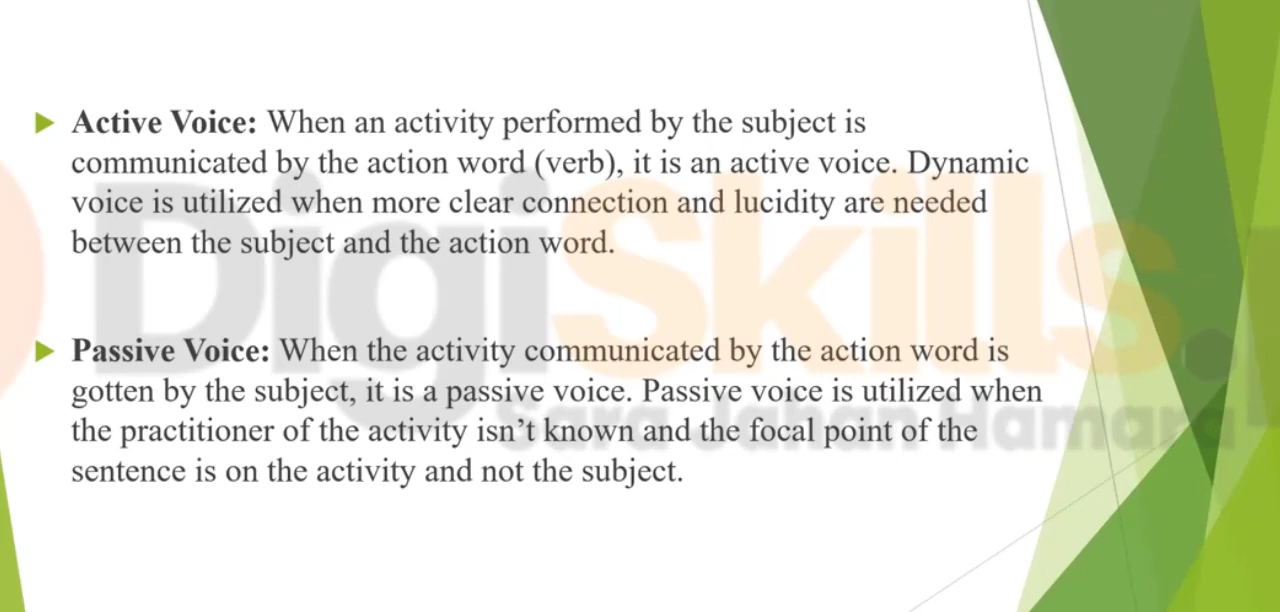 Active Voice: When an activity performed by the subject is
communicated by the action word (verb), it is an active voice. Dynamic
voice is utilized when more clear connection and lucidity are needed
between the subject and the action word.
Passive Voice: When the activity communicated by the action word is
gotten by the subject, it is a passive voice. Passive voice is utilized when
the practitioner of the activity isn't known and the focal point of the
sentence is on the activity and not the subject.
DigiSkills.
Sara Jahan Hamara